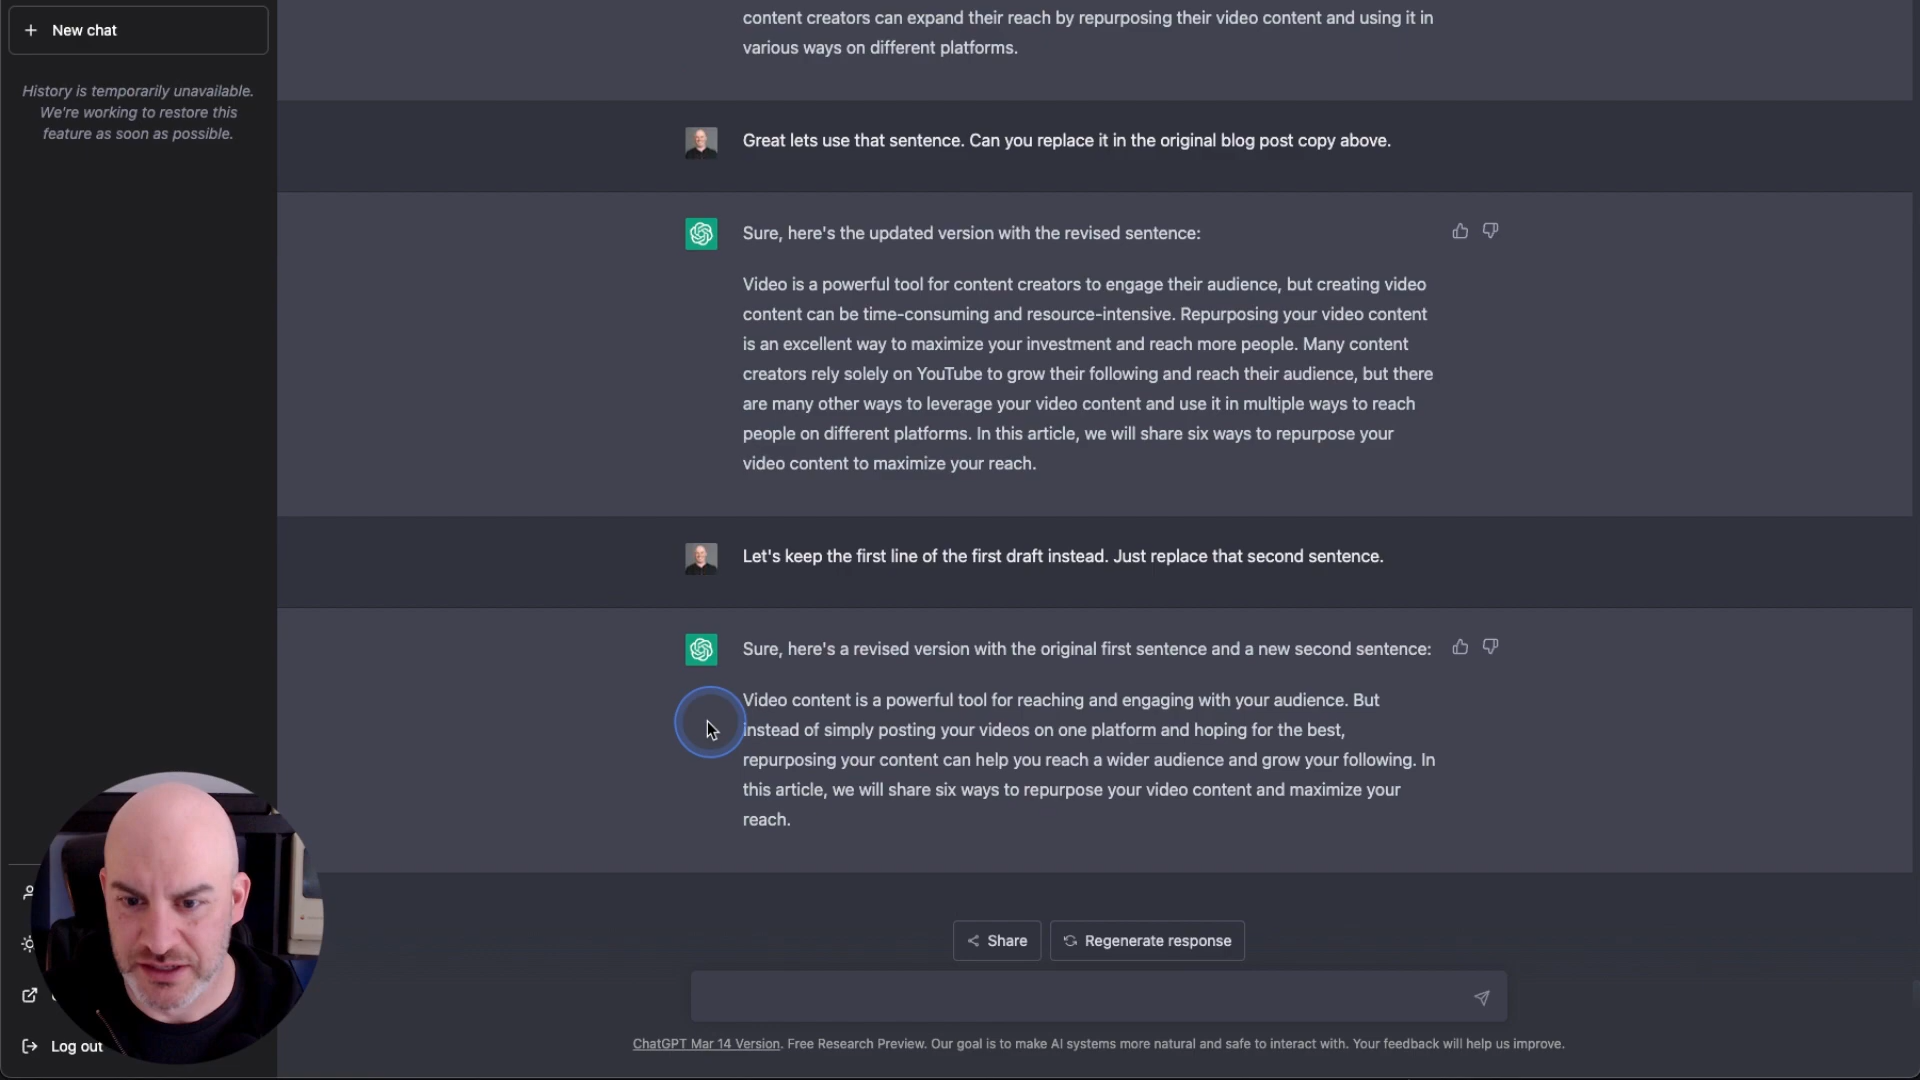 New chat
History is temporarily unavailable.
We're working to restore this
feature as soon as possible.
content creators can expand their reach by repurposing their video content and using it in
various ways on different platforms.
Great lets use that sentence. Can you replace it in the original blog post copy above.
Sure, here's the updated version with the revised sentence:
Video is a powerful tool for content creators to engage their audience, but creating video
content can be time-consuming and resource-intensive. Repurposing your video content
is an excellent way to maximize your investment and reach more people. Many content
creators rely solely on YouTube to grow their following and reach their audience, but there
are many other ways to leverage your video content and use it in multiple ways to reach
people on different platforms. In this article, we will share six ways to repurpose your
video content to maximize your reach.
Let's keep the first line of the first draft instead. Just replace that second sentence.
Sure, here's a revised version with the original first sentence and a new second sentence:
Video content is a powerful tool for reaching and engaging with your audience. But
instead of simply posting your videos on one platform and hoping for the best,
repurposing your content can help you reach a wider audience and grow your following. In
this article, we will share six ways to repurpose your video content and maximize your
reach.
Share
Regenerate response
Log out
ChatGPT Mar 14 Version. Free Research Preview. Our goal is to make AI systems more natural and safe to interact with. Your feedback will help us improve.